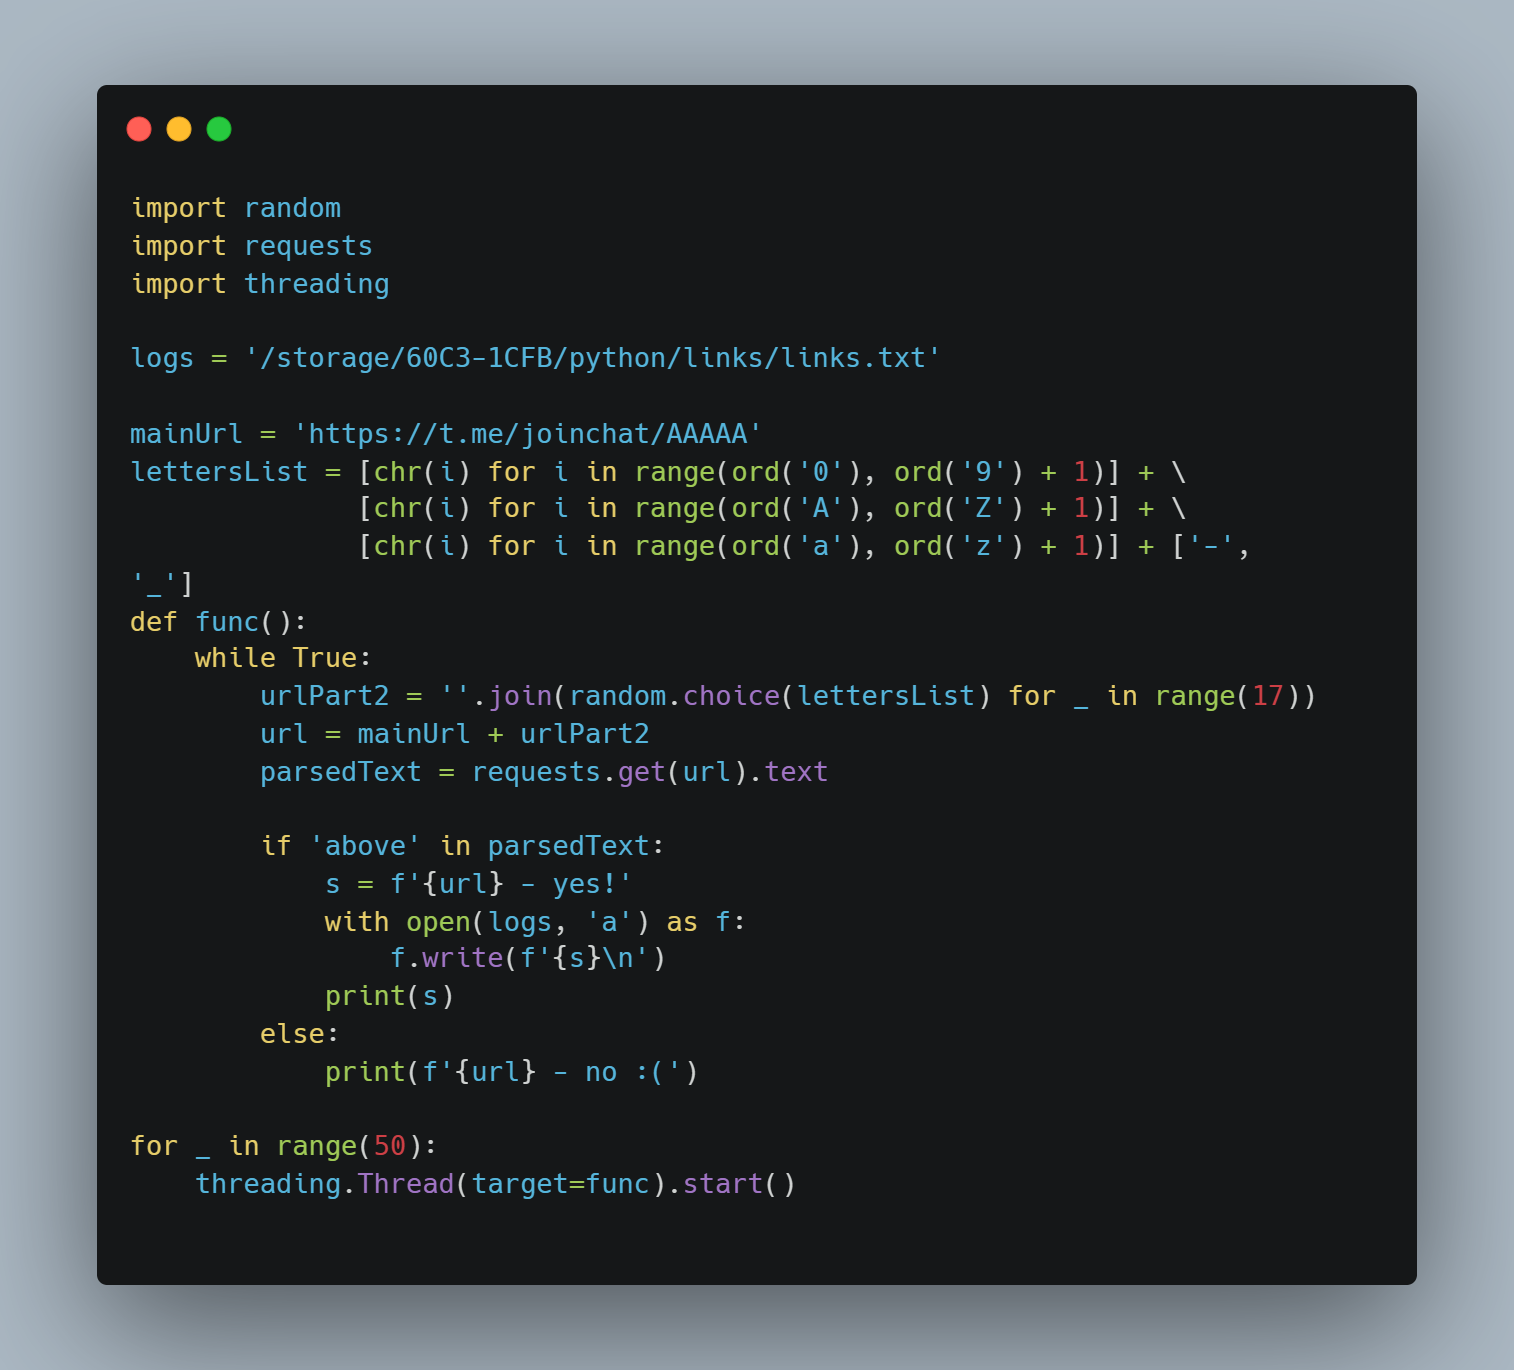 import random
import requests
import threading

logs = '/storage/60C3-1CFB/python/links/links.txt'

mainUrl = 'https://t.me/joinchat/AAAAA'
lettersList = [chr(i) for i in range(ord('0'), ord('9') + 1)] + \
              [chr(i) for i in range(ord('A'), ord('Z') + 1)] + \
              [chr(i) for i in range(ord('a'), ord('z') + 1)] + ['-',
'_']
def func():
    while True:
        urlPart2 = ''.join(random.choice(lettersList) for _ in range(17))
        url = mainUrl + urlPart2
        parsedText = requests.get(url).text

        if 'above' in parsedText:
            s = f'{url} - yes!'
            with open(logs, 'a') as f:
                f.write(f'{s}\n')
            print(s)
        else:
            print(f'{url} - no :(')

for _ in range(50):
    threading.Thread(target=func).start()